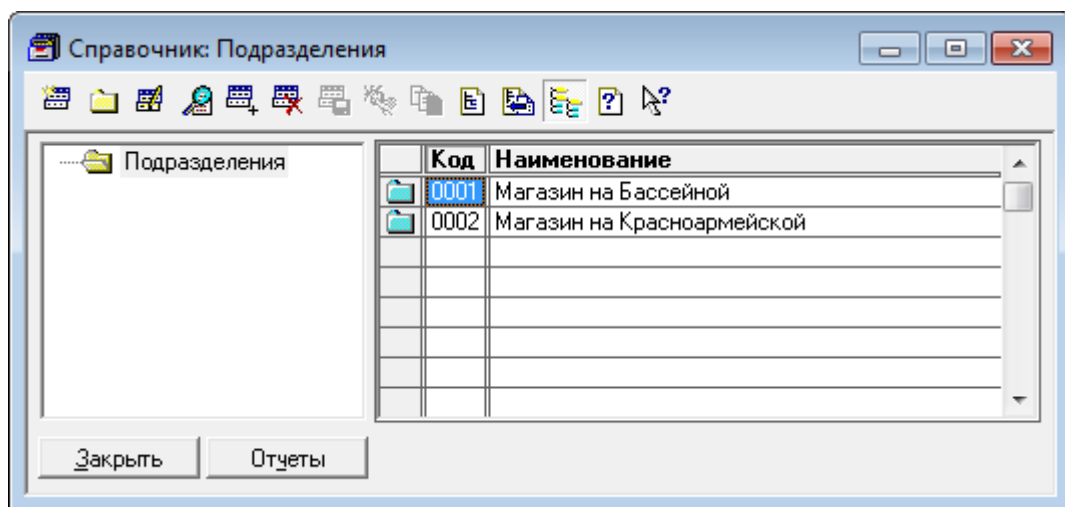 Справочник: Подразделения
Подразделения
Код Наименование
0001 Магазин на Бассейной
0002 Магазин на Красноармейской
Закрыть Отчеты